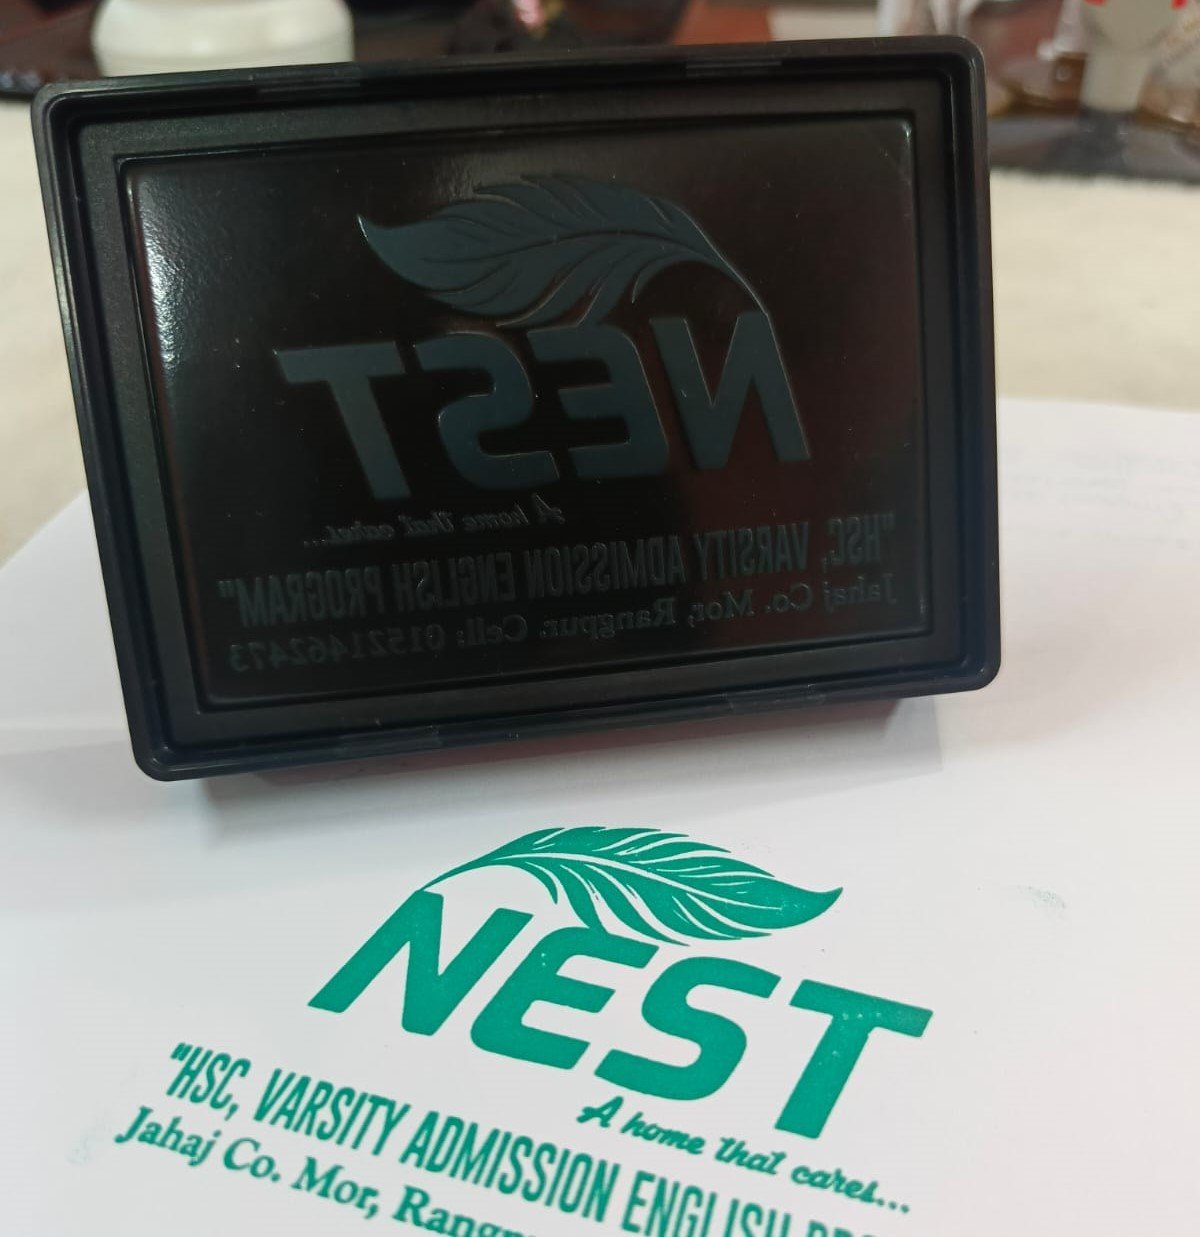 NEST
A home that cares...
"HSC, VARSITY ADMISSION ENGLISH PROGRAM"
Jahaj Co. Mor, Rangpur. Cell: 01521462473
NEST
A home that cares...
"HSC, VARSITY ADMISSION ENGLISH
Jahaj Co. Mor,